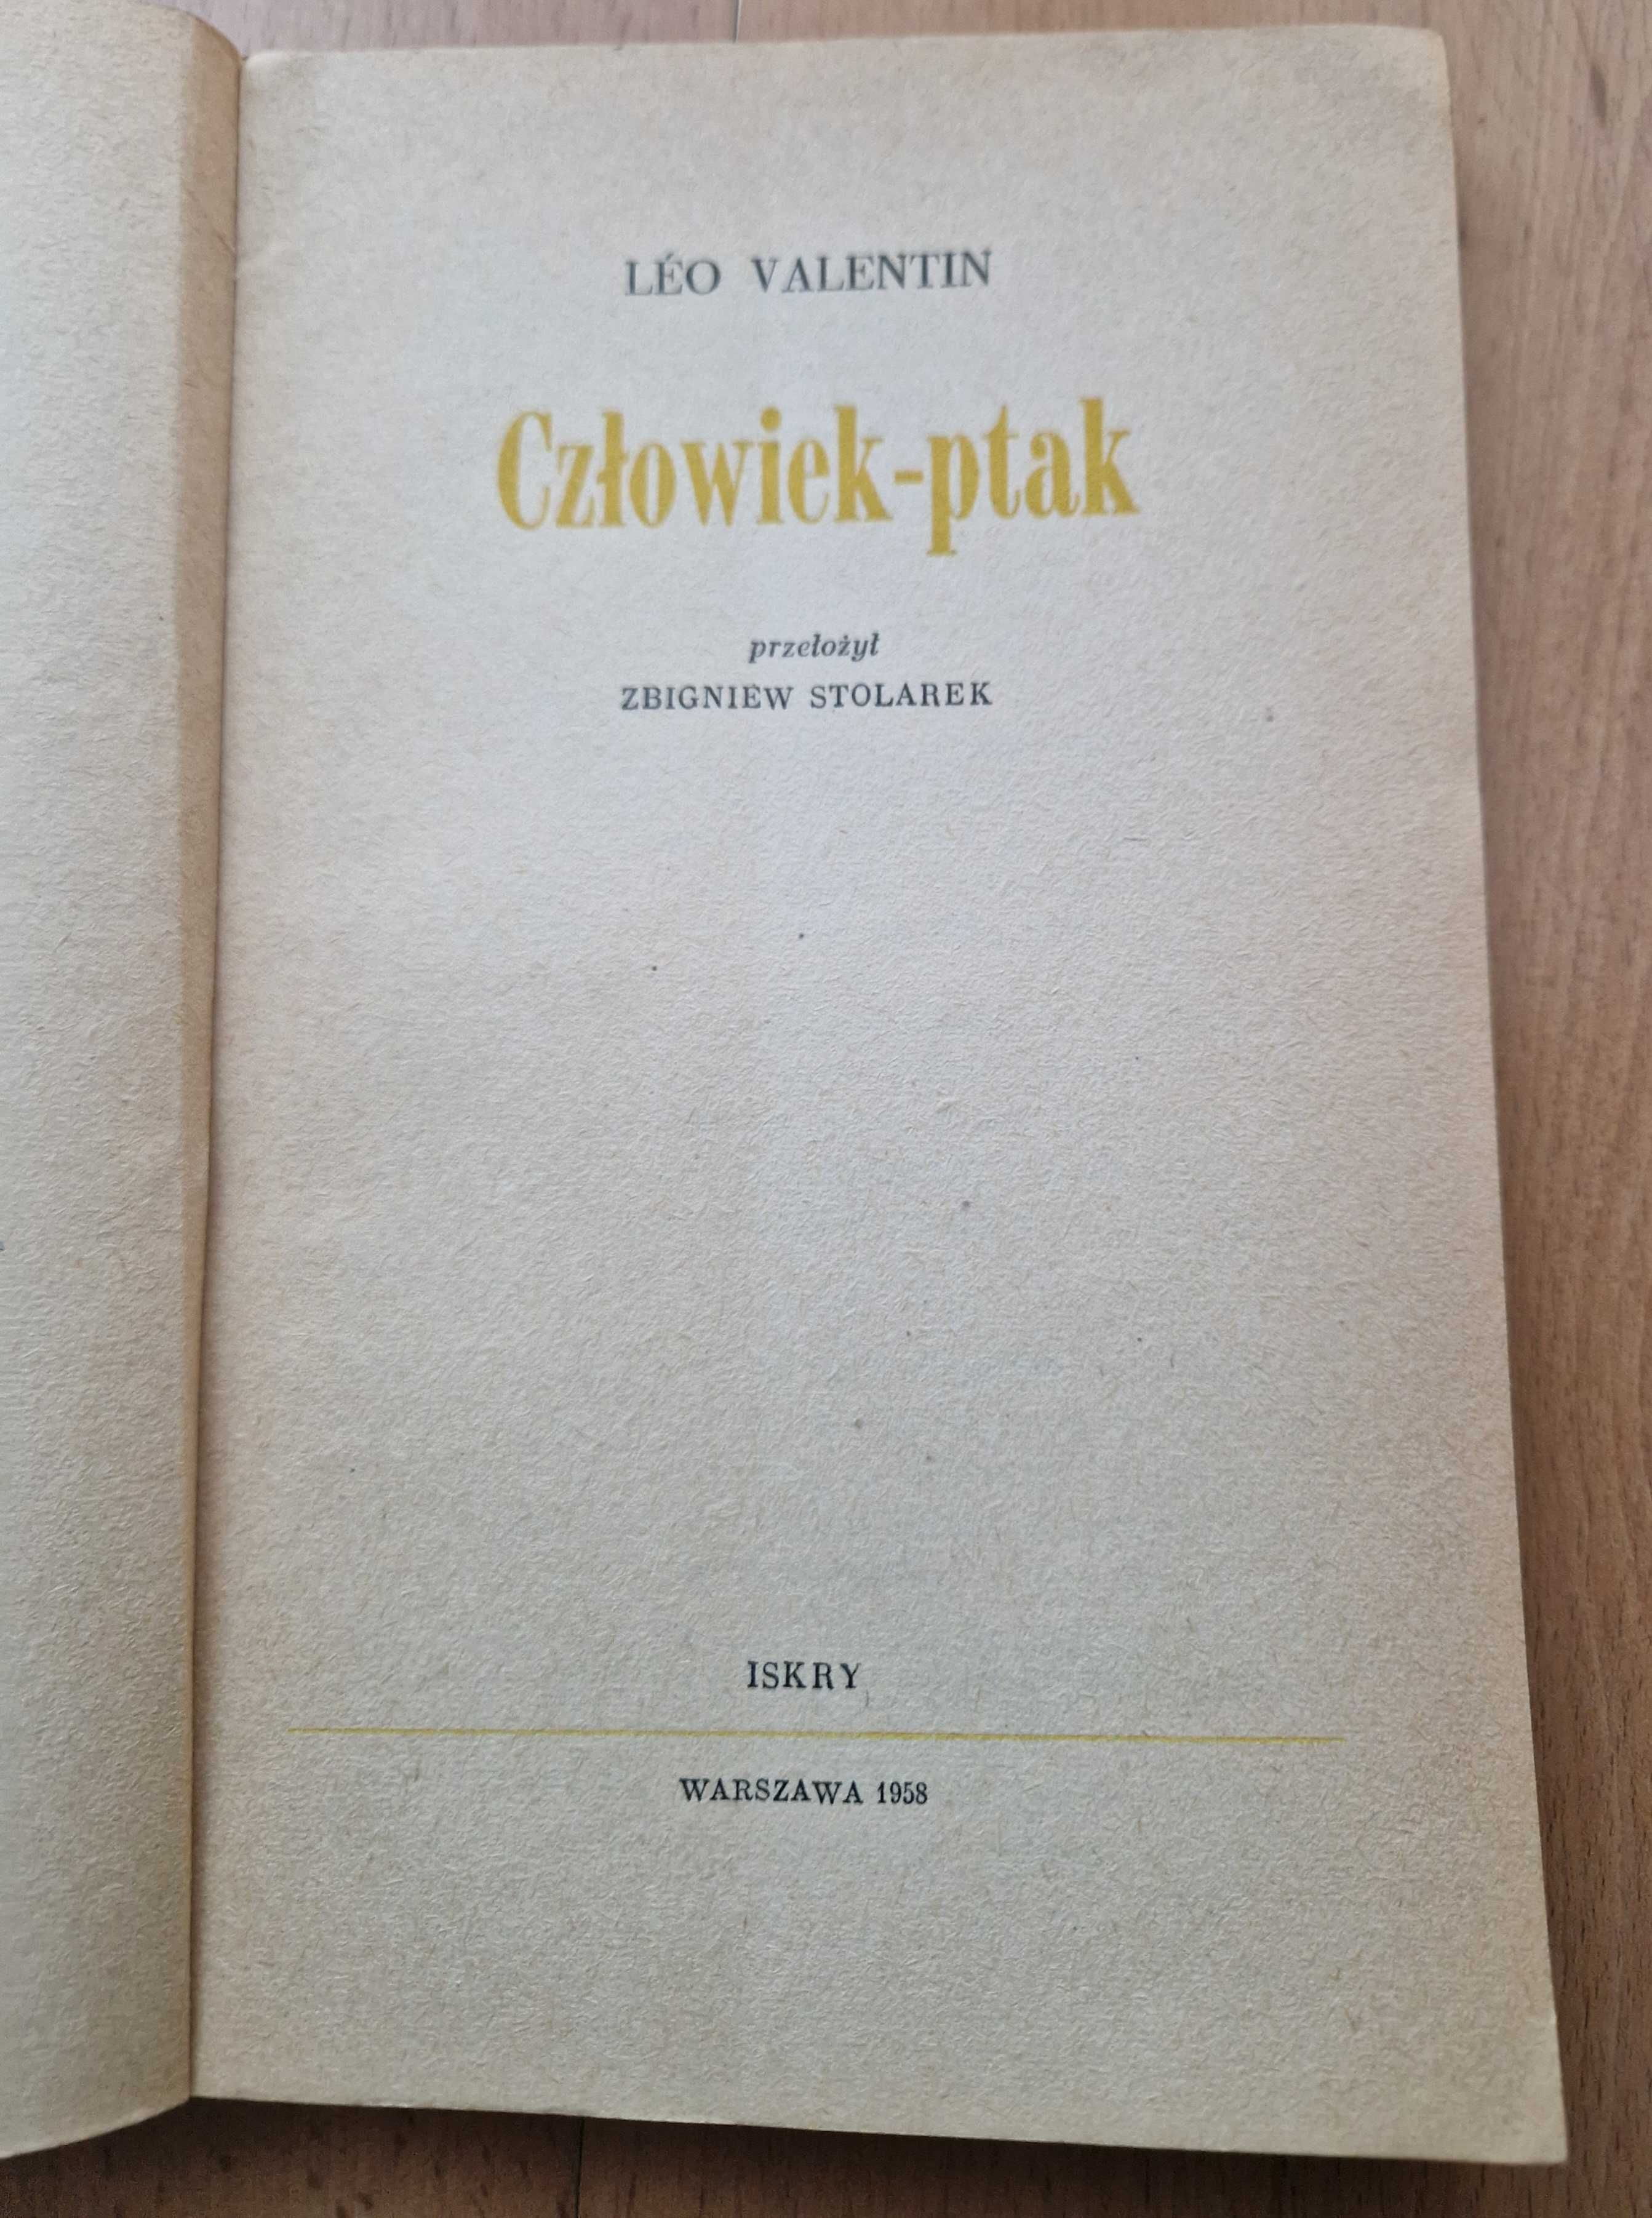 LÉO VALENTIN
Człowiek-ptak
przełożył
ZBIGNIEW STOLAREK
ISKRY
WARSZAWA 1958